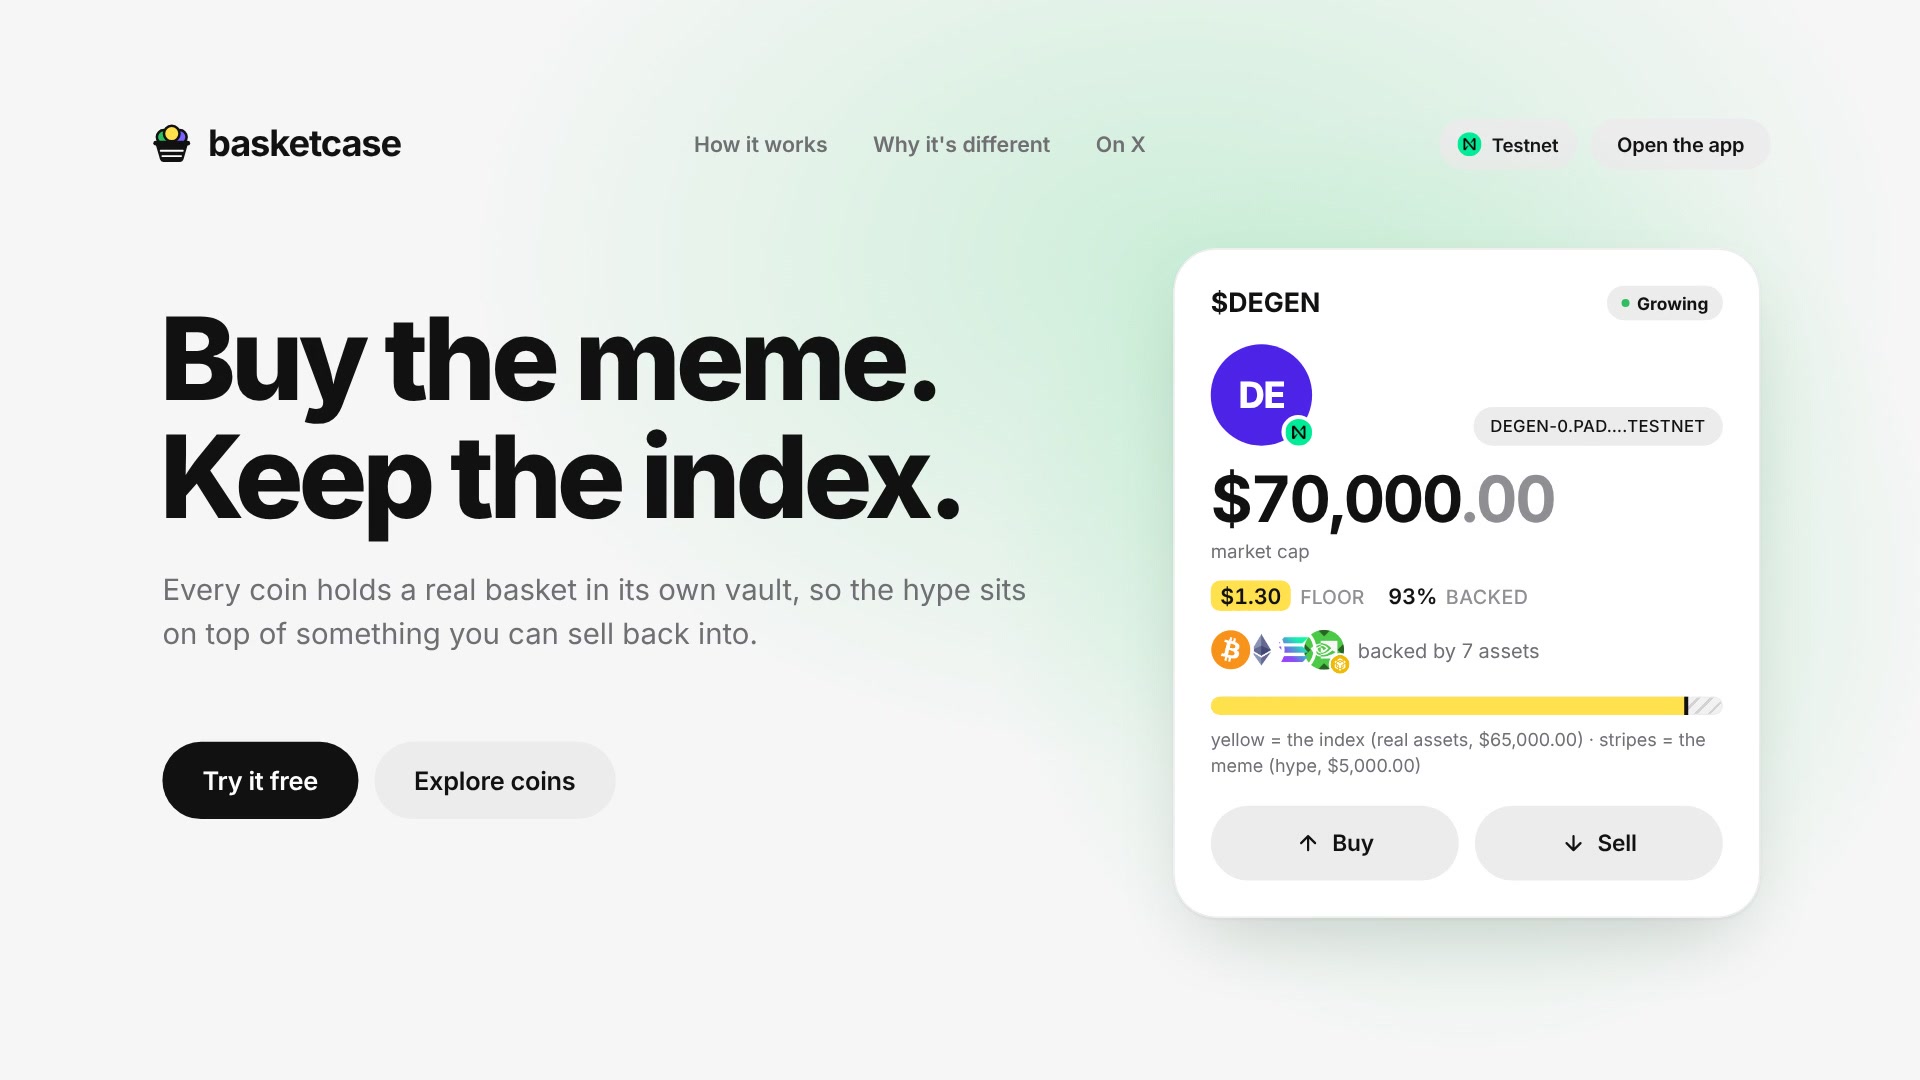 basketcase
How it works
Why it's different
On X
Testnet
Open the app
Buy the meme.
Keep the index.
Every coin holds a real basket in its own vault, so the hype sits
on top of something you can sell back into.
Try it free
Explore coins
$DEGEN
Growing
DE
DEGEN-0.PAD....TESTNET
$70,000.00
market cap
$1.30 FLOOR 93% BACKED
backed by 7 assets
yellow = the index (real assets, $65,000.00) · stripes = the
meme (hype, $5,000.00)
↑ Buy
↓ Sell